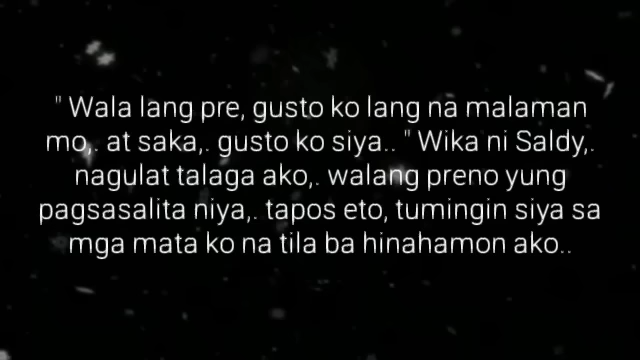 " Wala lang pre, gusto ko lang na malaman
mo,. at saka,. gusto ko siya.. " Wika ni Saldy,.
nagulat talaga ako,. walang preno yung
pagsasalita niya,. tapos eto, tumingin siya sa
mga mata ko na tila ba hinahamon ako..